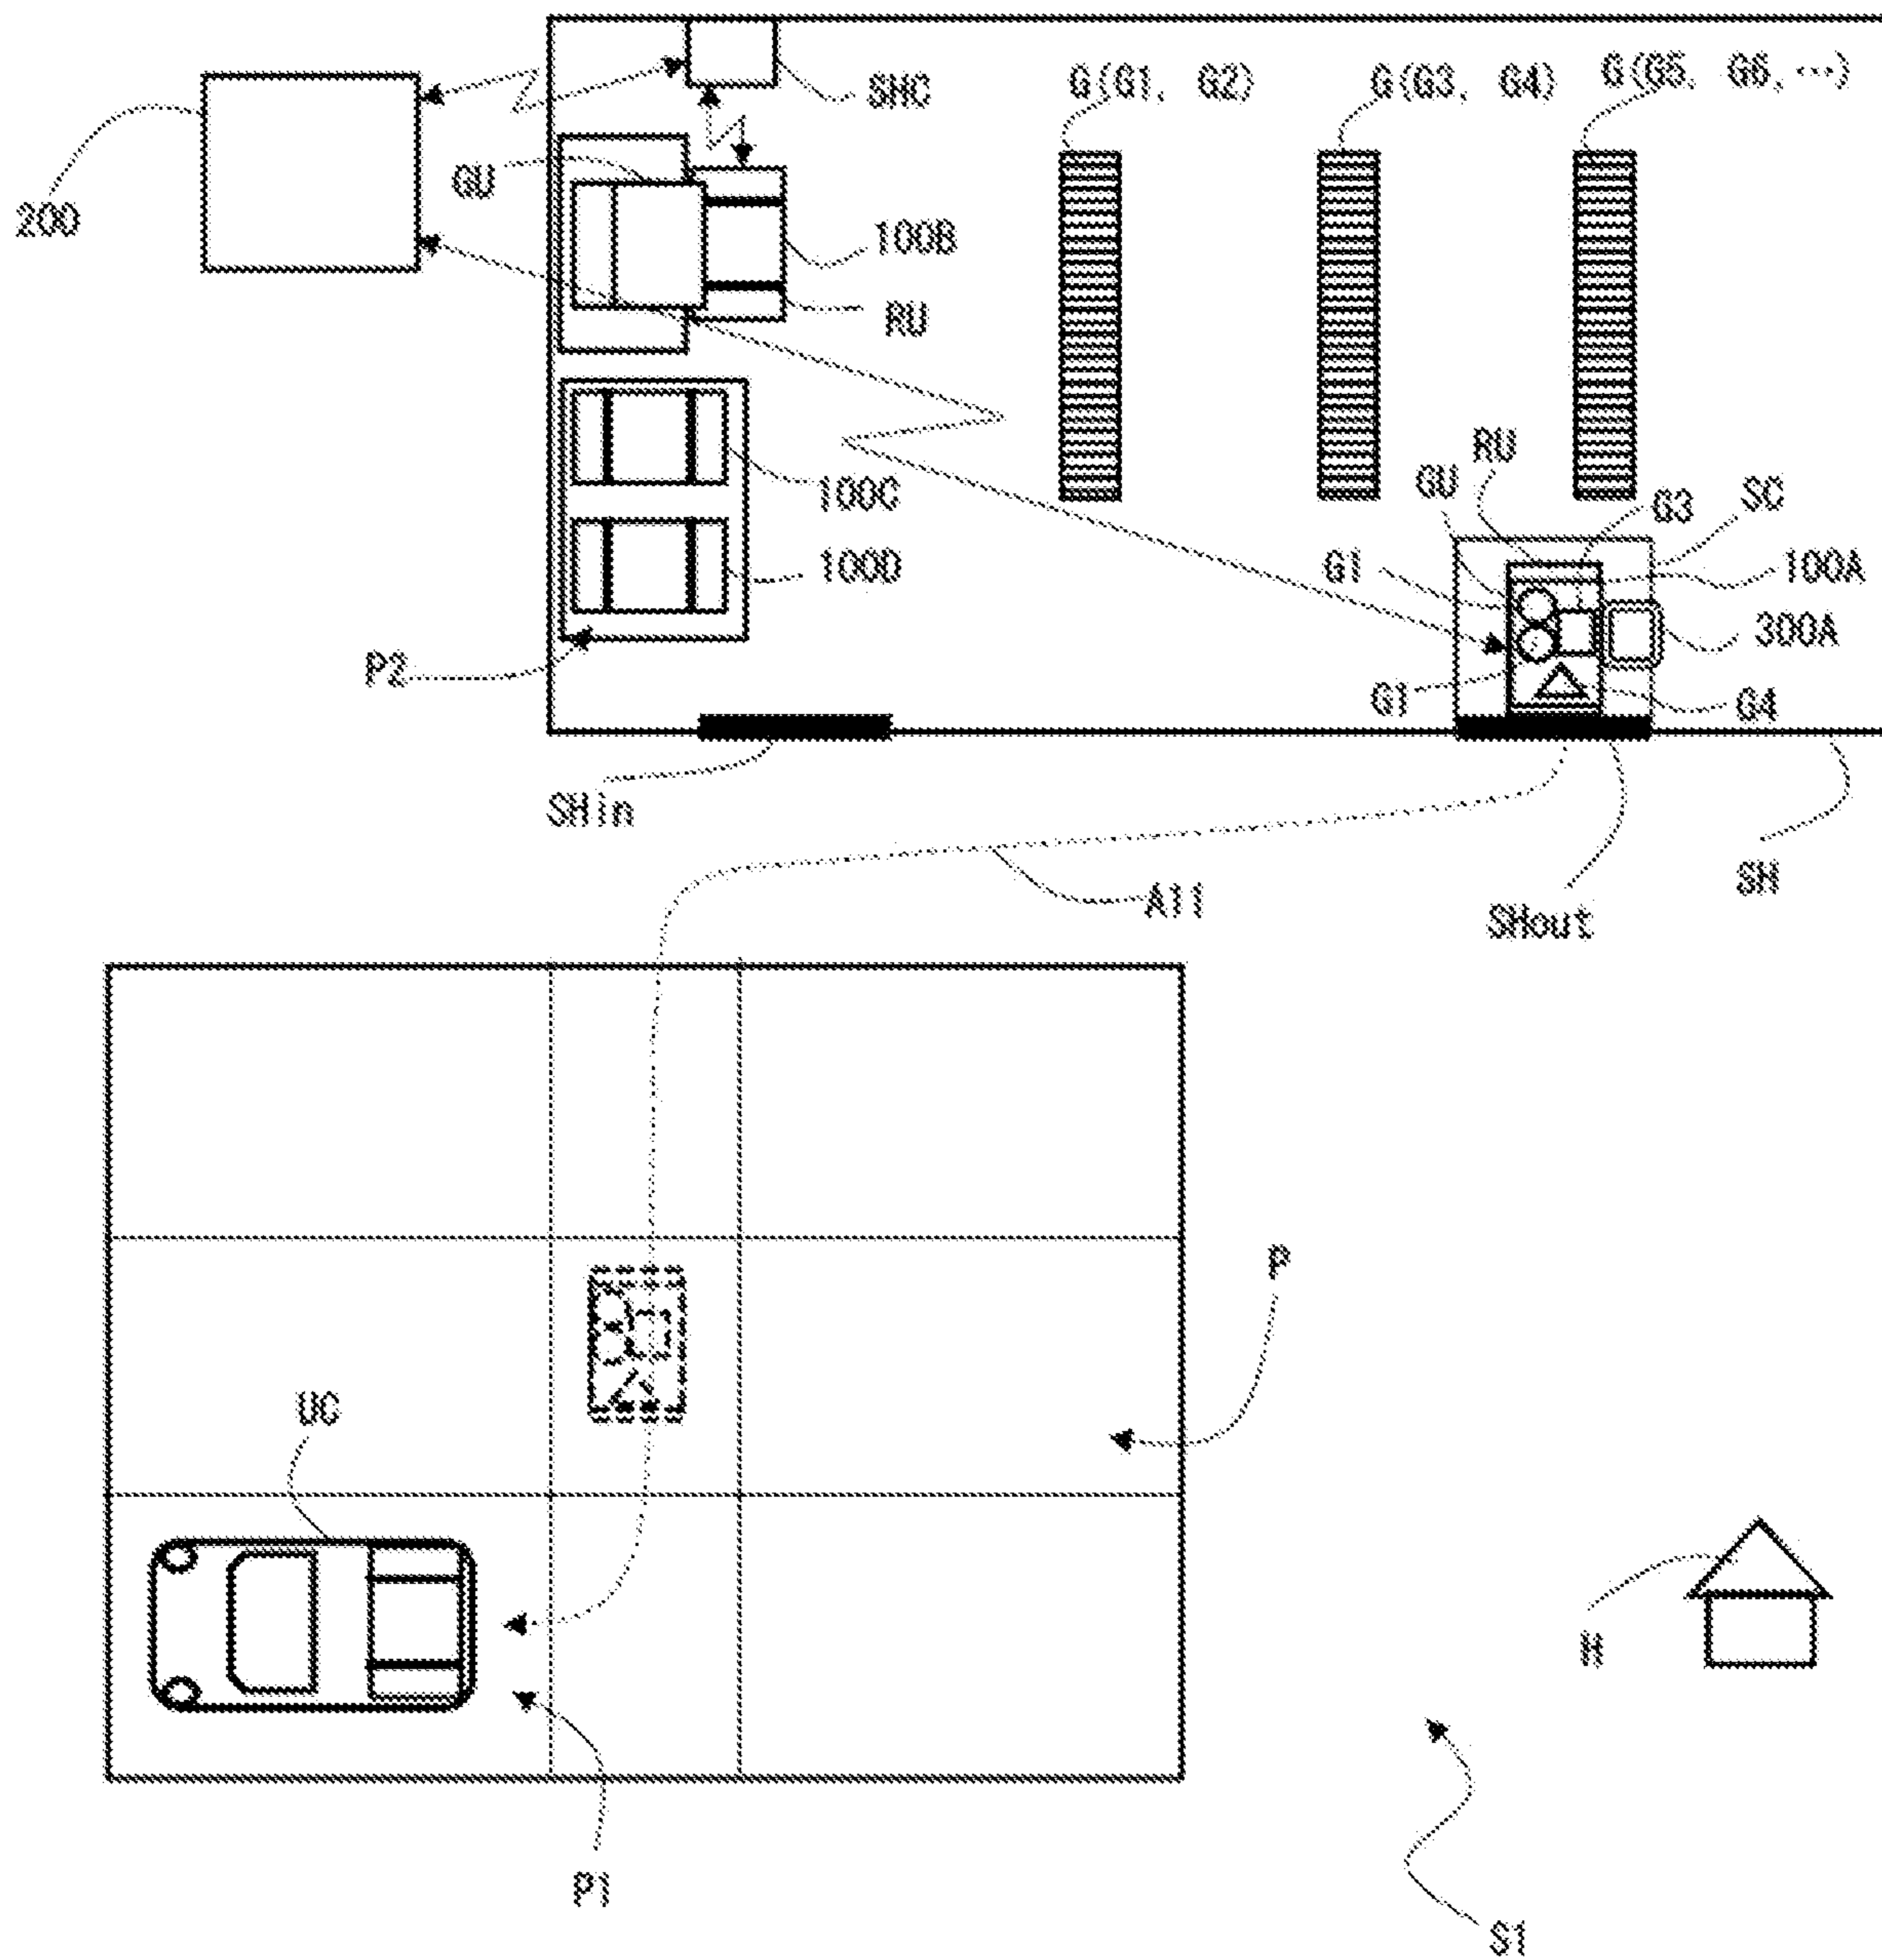 G(G1, G2)
G(G3, G4)
G(G5, G6,…)
SHC
GU
200
100B
RU
RU
100C
GU
G3
SC
100D
G1
100A
300A
P2
G1
G4
SHin
SH
A11
SHout
P
UC
H
P1
S1